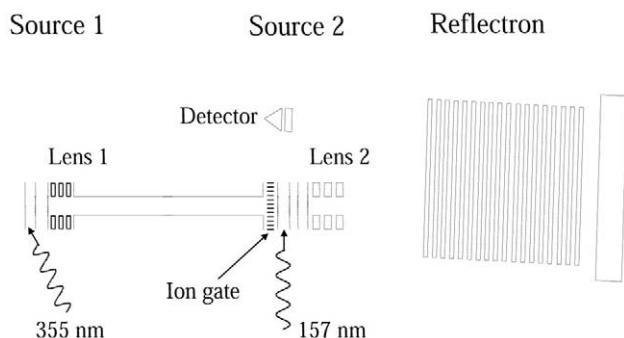 Source 1
Source 2
Reflectron
Detector
Lens 1
Lens 2
Ion gate
355 nm
157 nm